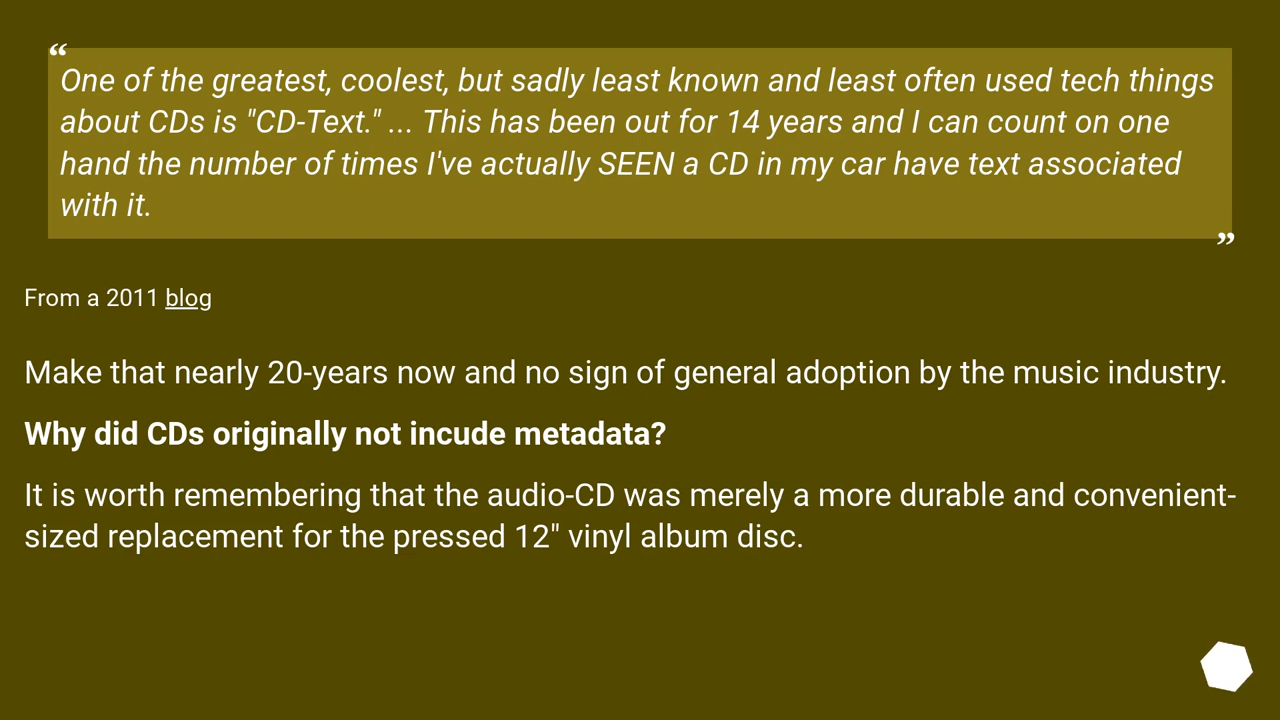 “
One of the greatest, coolest, but sadly least known and least often used tech things
about CDs is "CD-Text." ... This has been out for 14 years and I can count on one
hand the number of times I've actually SEEN a CD in my car have text associated
with it.
”
From a 2011 blog
Make that nearly 20-years now and no sign of general adoption by the music industry.
Why did CDs originally not incude metadata?
It is worth remembering that the audio-CD was merely a more durable and convenient-
sized replacement for the pressed 12" vinyl album disc.